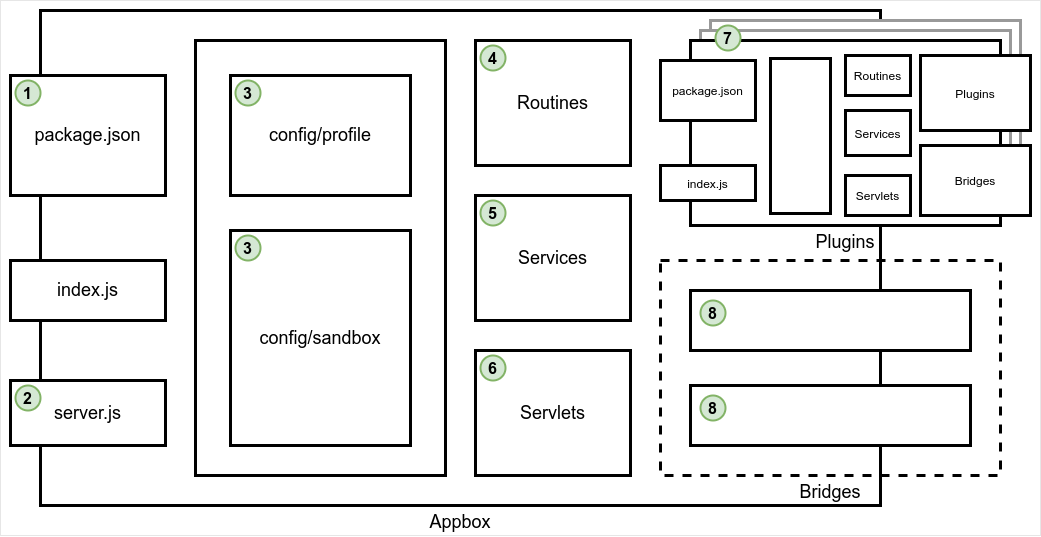 1
package.json
index.js
2
server.js
3
config/profile
3
config/sandbox
4
Routines
5
Services
6
Servlets
7
package.json
index.js
Routines
Services
Servlets
Plugins
Bridges
Plugins
8
8
Bridges
Appbox